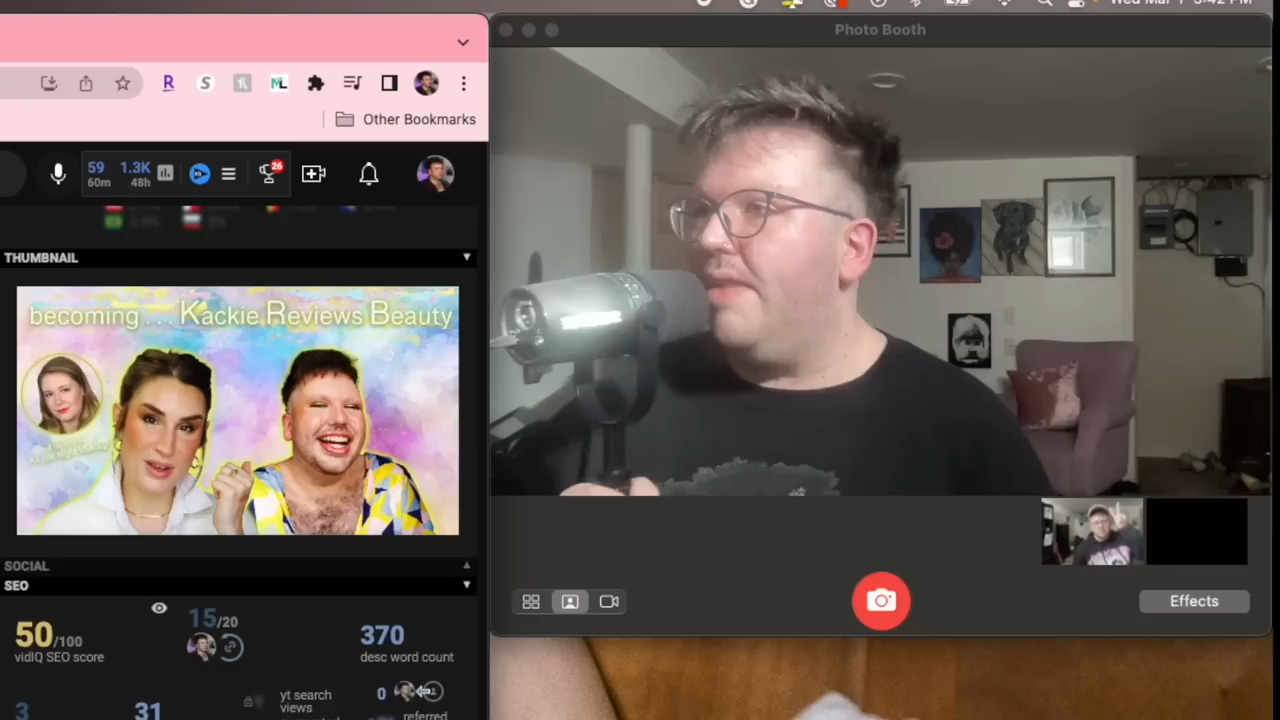 Photo Booth
Other Bookmarks
59
60m
1.3K
48h
26
THUMBNAIL
becoming . . . Kackie Reviews Beauty
SOCIAL
SEO
50/100
vidIQ SEO score
15/20
370
desc word count
Effects
3
31
yt search
views
0
referred